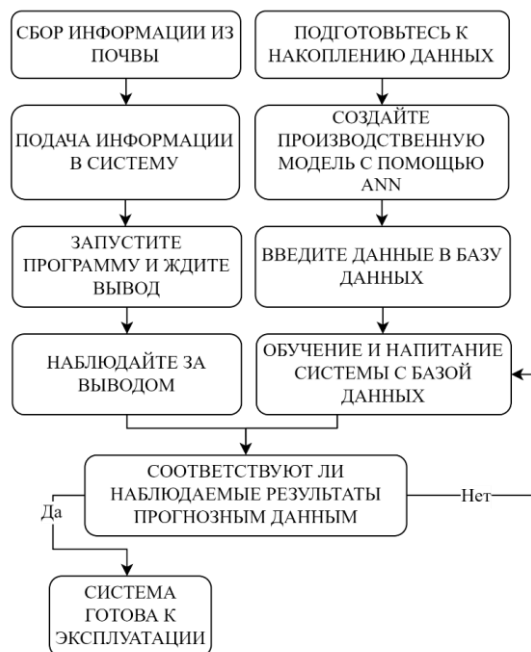 СБОР ИНФОРМАЦИИ ИЗ
ПОЧВЫ
ПОДАЧА ИНФОРМАЦИИ
В СИСТЕМУ
ЗАПУСТИТЕ
ПРОГРАММУ И ЖДИТЕ
ВЫВОД
НАБЛЮДАЙТЕ ЗА
ВЫВОДОМ
ПОДГОТОВЬТЕСЬ К
НАКОПЛЕНИЮ ДАННЫХ
СОЗДАЙТЕ
ПРОИЗВОДСТВЕННУЮ
МОДЕЛЬ С ПОМОЩЬЮ
ANN
ВВЕДИТЕ ДАННЫЕ В БАЗУ
ДАННЫХ
ОБУЧЕНИЕ И НАПИТАНИЕ
СИСТЕМЫ С БАЗОЙ
ДАННЫХ
СООТВЕТСТВУЮТ ЛИ
НАБЛЮДАЕМЫЕ РЕЗУЛЬТАТЫ
ПРОГНОЗНЫМ ДАННЫМ
Да
Нет
СИСТЕМА
ГОТОВА К
ЭКСПЛУАТАЦИИ